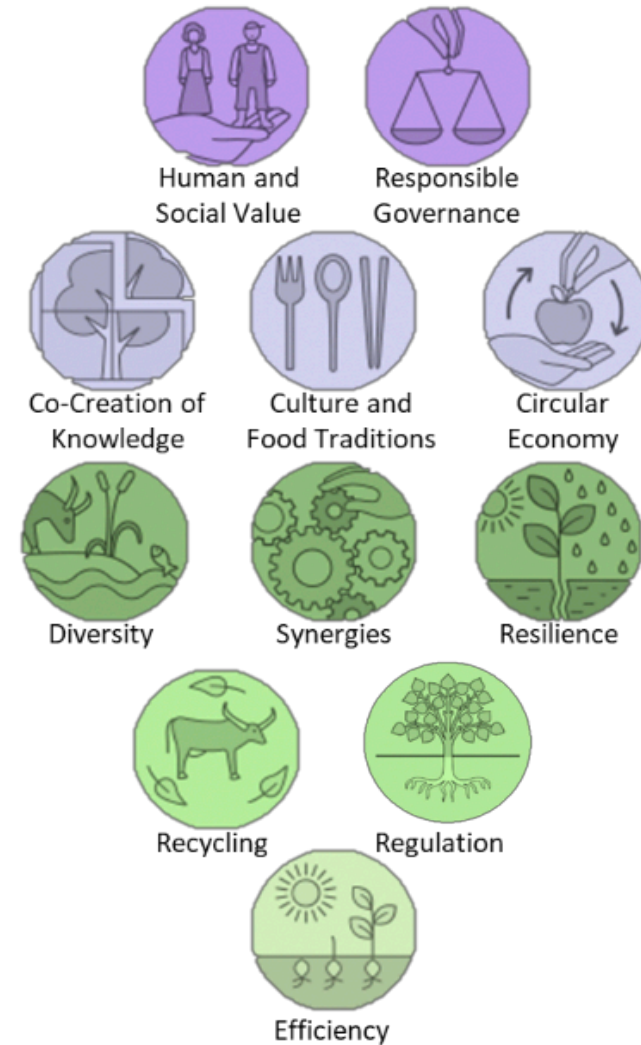 Human and
Social Value
Responsible
Governance
Co-Creation of
Knowledge
Culture and
Food Traditions
Circular
Economy
Diversity
Synergies
Resilience
Recycling
Regulation
Efficiency